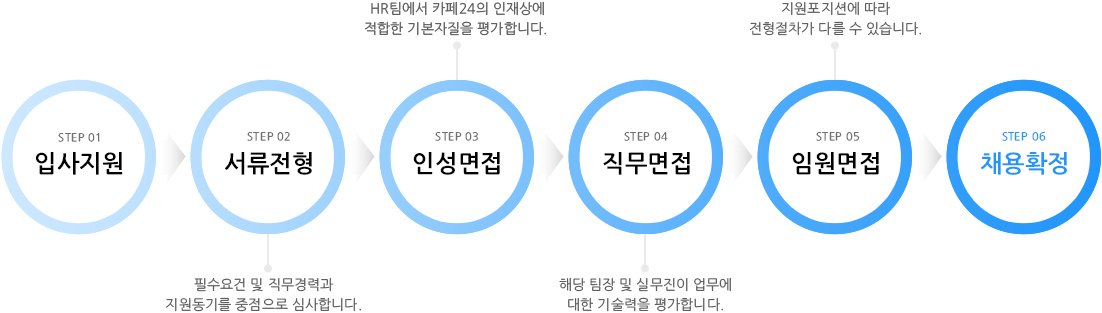 HR팀에서 카페24의 인재상에
적합한 기본자질을 평가합니다.
지원포지션에 따라
전형절차가 다를 수 있습니다.
STEP 01
입사지원
STEP 02
서류전형
STEP 03
인성면접
STEP 04
직무면접
STEP 05
임원면접
STEP 06
채용확정
필수요건 및 직무경력과
지원동기를 중점으로 심사합니다.
해당 팀장 및 실무진이 업무에
대한 기술력을 평가합니다.